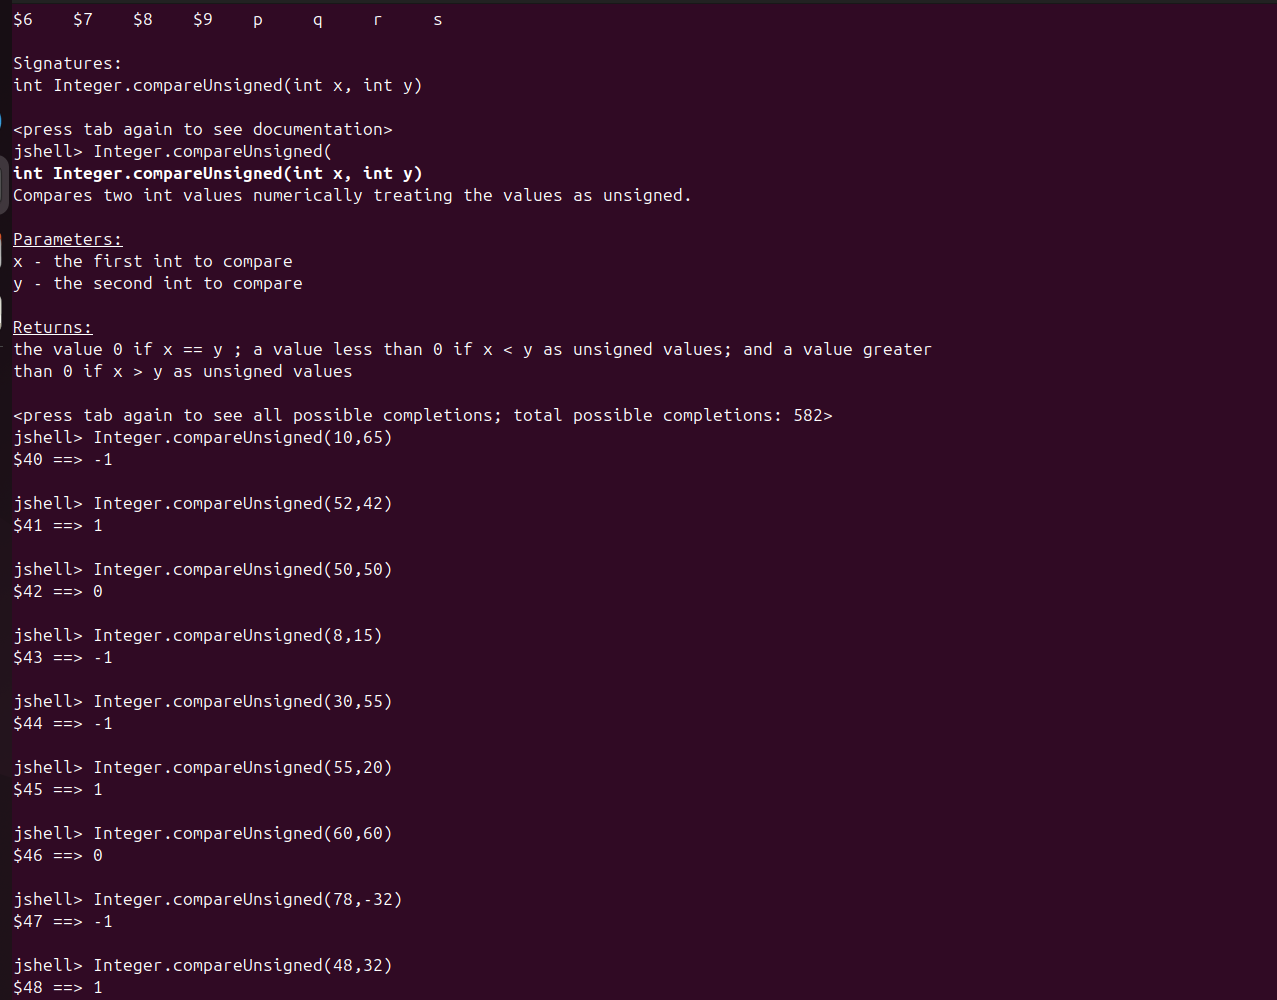 $6    $7    $8    $9    p     q     r     s
Signatures:
int Integer.compareUnsigned(int x, int y)
<press tab again to see documentation>
jshell> Integer.compareUnsigned(
int Integer.compareUnsigned(int x, int y)
Compares two int values numerically treating the values as unsigned.
Parameters:
x - the first int to compare
y - the second int to compare
Returns:
the value 0 if x == y ; a value less than 0 if x < y as unsigned values; and a value greater
than 0 if x > y as unsigned values
<press tab again to see all possible completions; total possible completions: 582>
jshell> Integer.compareUnsigned(10,65)
$40 ==> -1
jshell> Integer.compareUnsigned(52,42)
$41 ==> 1
jshell> Integer.compareUnsigned(50,50)
$42 ==> 0
jshell> Integer.compareUnsigned(8,15)
$43 ==> -1
jshell> Integer.compareUnsigned(30,55)
$44 ==> -1
jshell> Integer.compareUnsigned(55,20)
$45 ==> 1
jshell> Integer.compareUnsigned(60,60)
$46 ==> 0
jshell> Integer.compareUnsigned(78,-32)
$47 ==> -1
jshell> Integer.compareUnsigned(48,32)
$48 ==> 1